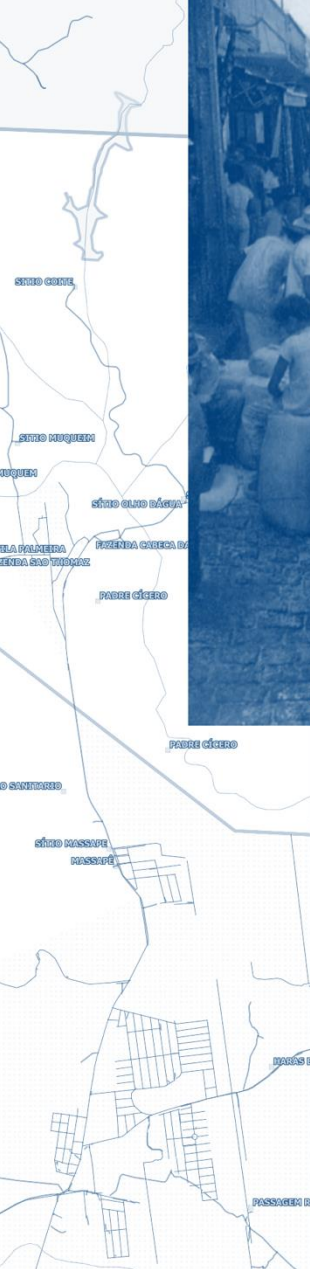 SITIO COITE
SITIO MUQUEIM
MUQUEM
SÍTIO OLHO DÁGUA
FAZENDA CABECA DA
ILA PALMEIRA
ZENDA SAO THOMAZ
PADRE CÍCERO
PADRE CÍCERO
O SANITARIO
SÍTIO MASSAPE
MASSAPÊ
HARAS
PASSAGEM R